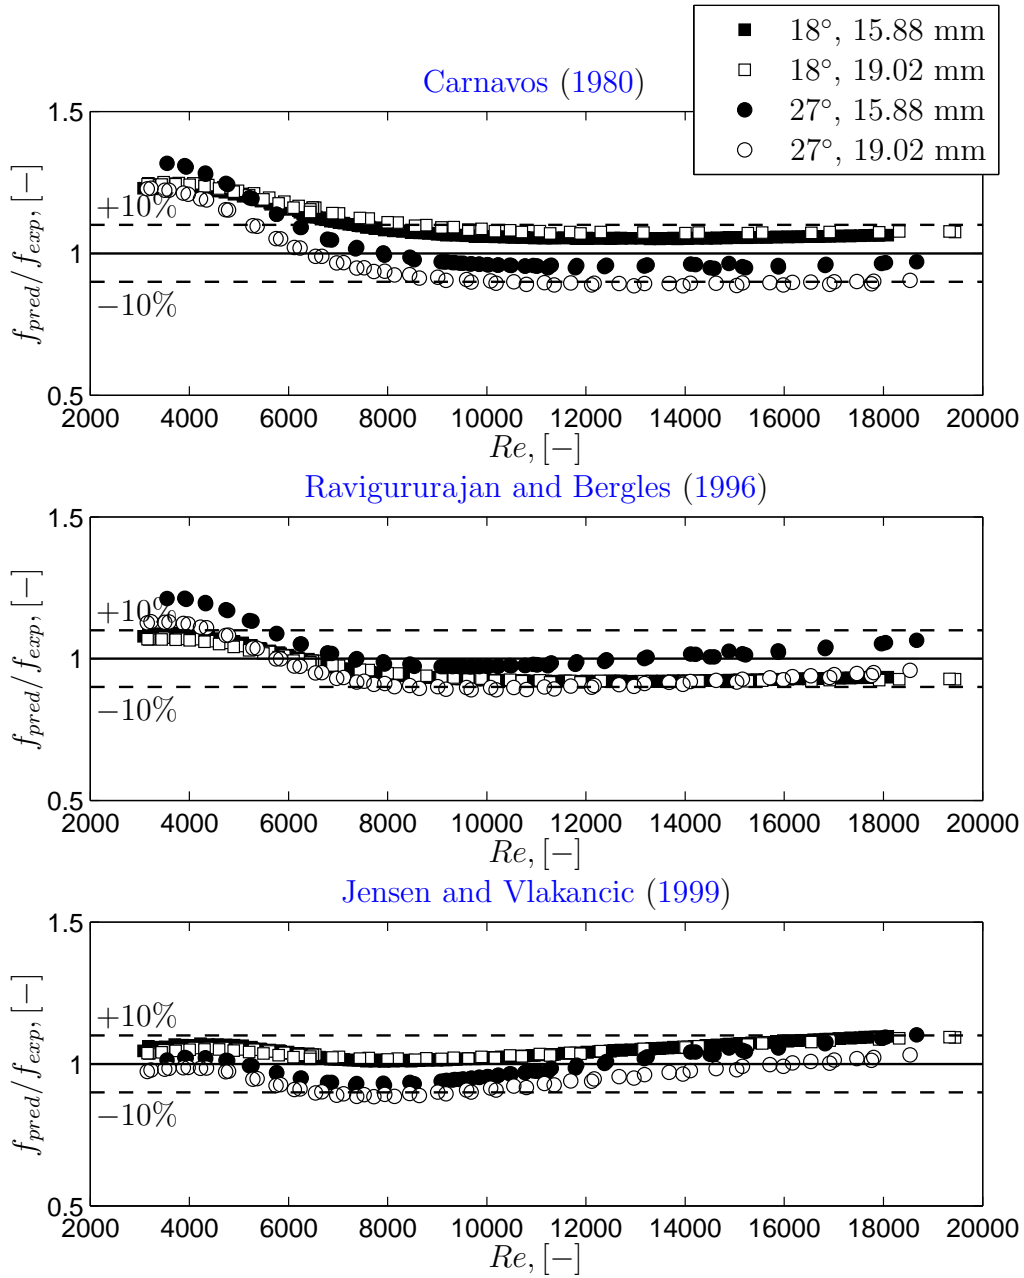 18°, 15.88 mm
18°, 19.02 mm
27°, 15.88 mm
27°, 19.02 mm
Carnavos (1980)
1.5
+10%
1
−10%
0.5
f_pred/f_exp, [−]
2000 4000 6000 8000 10000 12000 14000 16000 18000 20000
Re, [−]
Ravigururajan and Bergles (1996)
1.5
+10%
1
−10%
0.5
f_pred/f_exp, [−]
2000 4000 6000 8000 10000 12000 14000 16000 18000 20000
Re, [−]
Jensen and Vlakancic (1999)
1.5
+10%
1
−10%
0.5
f_pred/f_exp, [−]
2000 4000 6000 8000 10000 12000 14000 16000 18000 20000
Re, [−]